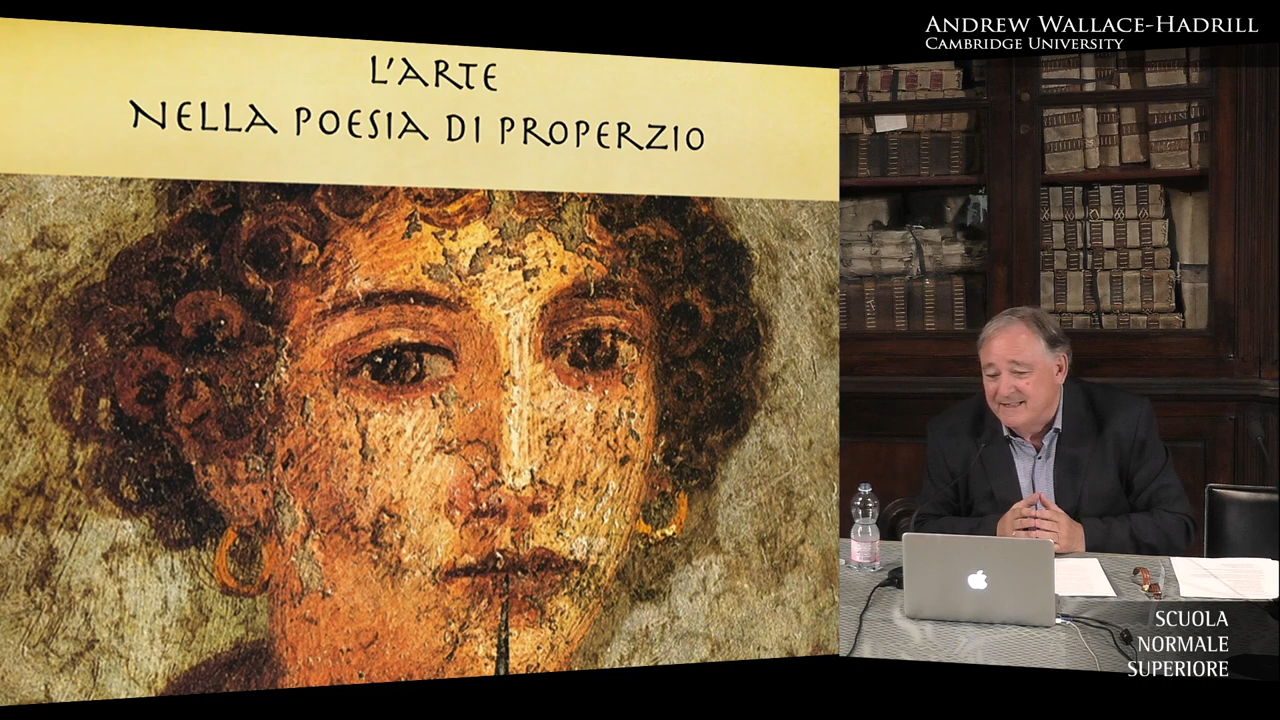 L'ARTE
NELLA POESIA DI PROPERZIO
ANDREW WALLACE-HADRILL
CAMBRIDGE UNIVERSITY
SCUOLA
NORMALE
SUPERIORE